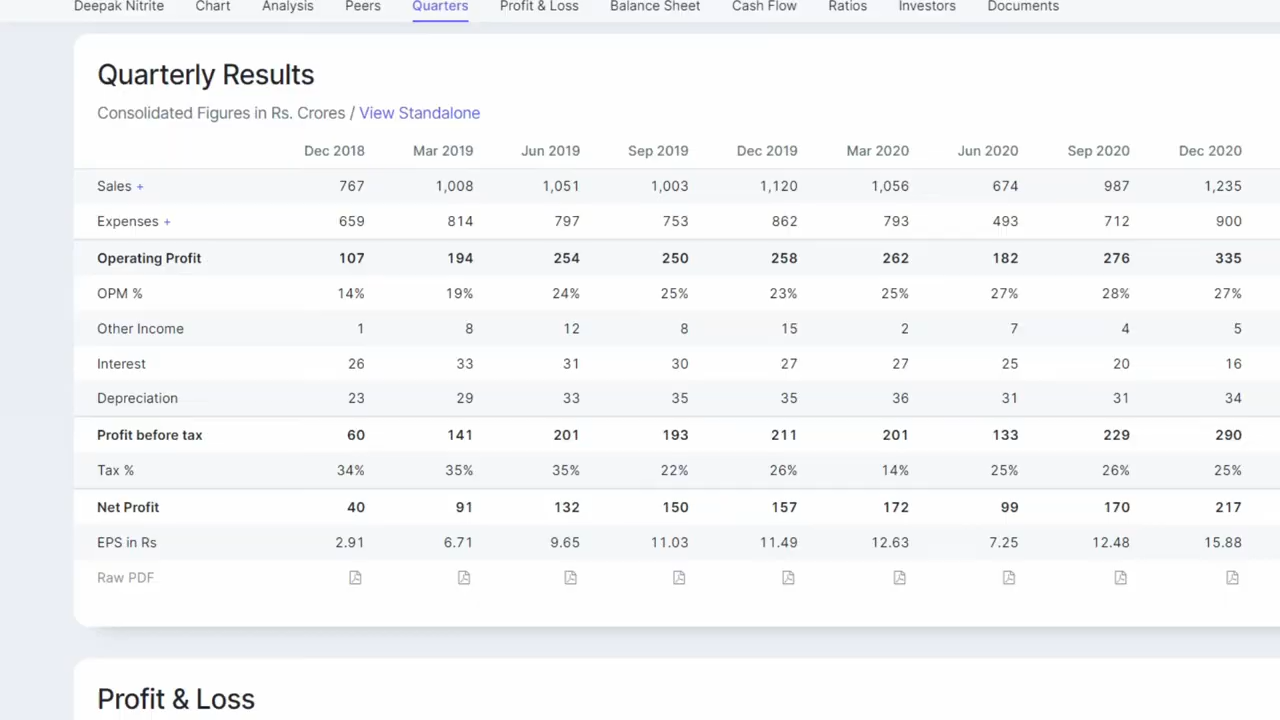 Deepak Nitrite Chart Analysis Peers Quarters Profit & Loss Balance Sheet Cash Flow Ratios Investors Documents
Quarterly Results
Consolidated Figures in Rs. Crores / View Standalone
Dec 2018 Mar 2019 Jun 2019 Sep 2019 Dec 2019 Mar 2020 Jun 2020 Sep 2020 Dec 2020
Sales + 767 1,008 1,051 1,003 1,120 1,056 674 987 1,235
Expenses + 659 814 797 753 862 793 493 712 900
Operating Profit 107 194 254 250 258 262 182 276 335
OPM % 14% 19% 24% 25% 23% 25% 27% 28% 27%
Other Income 1 8 12 8 15 2 7 4 5
Interest 26 33 31 30 27 27 25 20 16
Depreciation 23 29 33 35 35 36 31 31 34
Profit before tax 60 141 201 193 211 201 133 229 290
Tax % 34% 35% 35% 22% 26% 14% 25% 26% 25%
Net Profit 40 91 132 150 157 172 99 170 217
EPS in Rs 2.91 6.71 9.65 11.03 11.49 12.63 7.25 12.48 15.88
Raw PDF
Profit & Loss